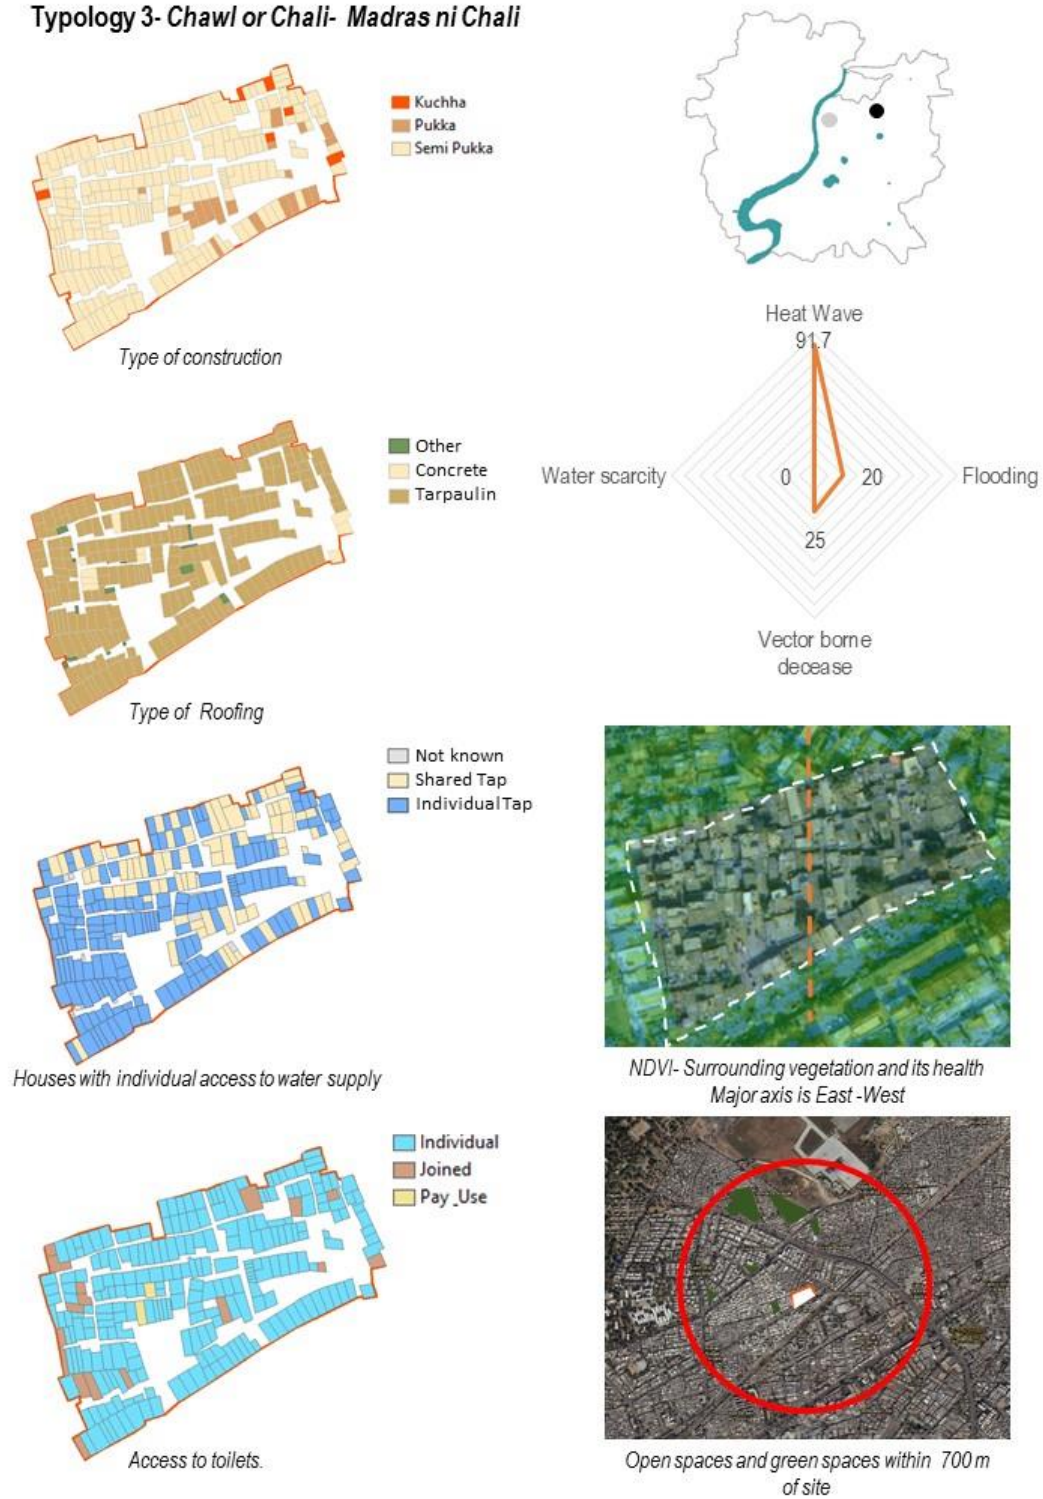 Typology 3- Chawl or Chali- Madras ni Chali
Kuchha
Pukka
Semi Pukka
Type of construction
Other
Concrete
Tarpaulin
Type of Roofing
Not known
Shared Tap
Individual Tap
Houses with individual access to water supply
Individual
Joined
Pay_Use
Access to toilets.
Heat Wave
91.7
Water scarcity
0
20
Flooding
25
Vector borne
decease
NDVI- Surrounding vegetation and its health
Major axis is East -West
Open spaces and green spaces within 700 m
of site